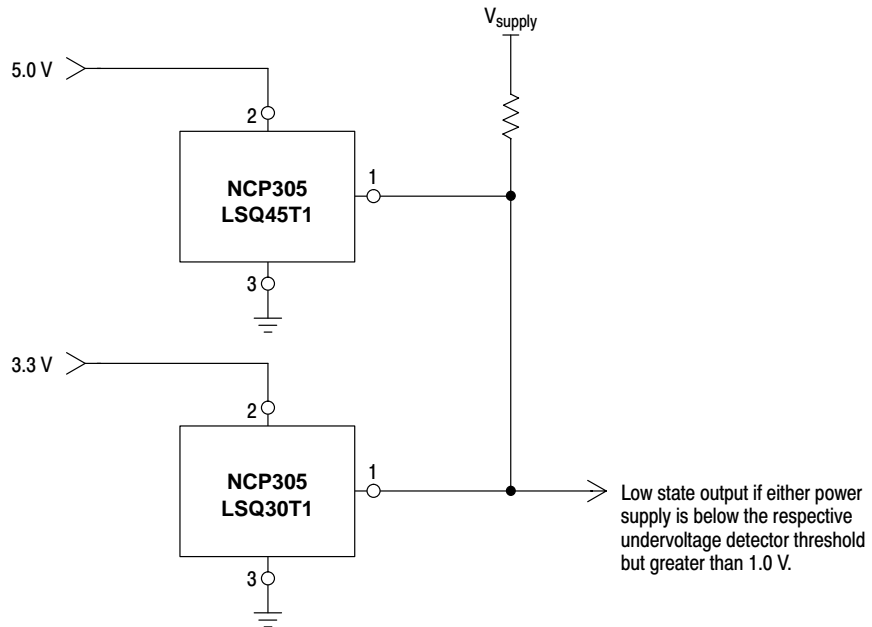 Vsupply
5.0 V
2
NCP305
LSQ45T1
1
3
3.3 V
2
NCP305
LSQ30T1
1
3
Low state output if either power
supply is below the respective
undervoltage detector threshold
but greater than 1.0 V.